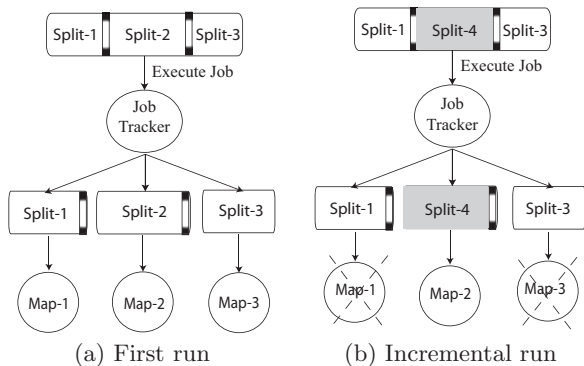 Split-1 Split-2 Split-3
Execute Job
Job
Tracker
Split-1 Split-2 Split-3
Map-1 Map-2 Map-3
(a) First run
Split-1 Split-4 Split-3
Execute Job
Job
Tracker
Split-1 Split-4 Split-3
Map-1 Map-2 Map-3
(b) Incremental run